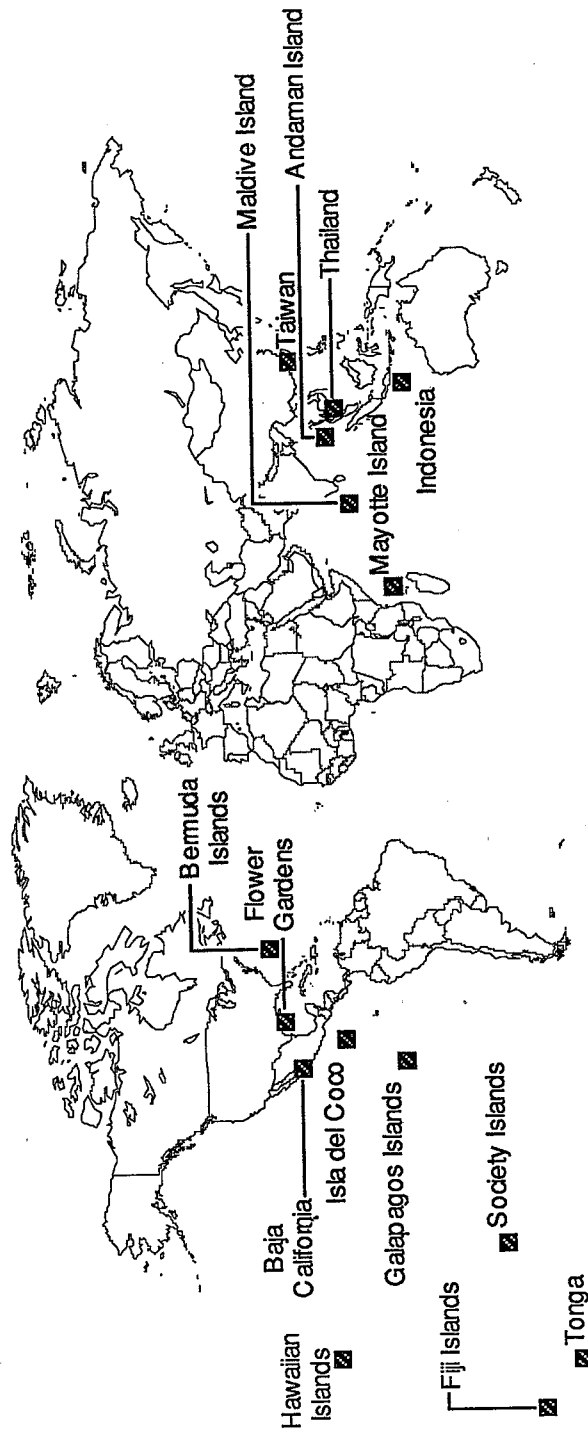 Hawaiian
Islands
Fiji Islands
Tonga
Society Islands
Baja
California
Isla del Coco
Galapagos Islands
Bermuda
Islands
Flower
Gardens
Mayotte Island
Indonesia
Maldive Island
Andaman Island
Thailand
Taiwan